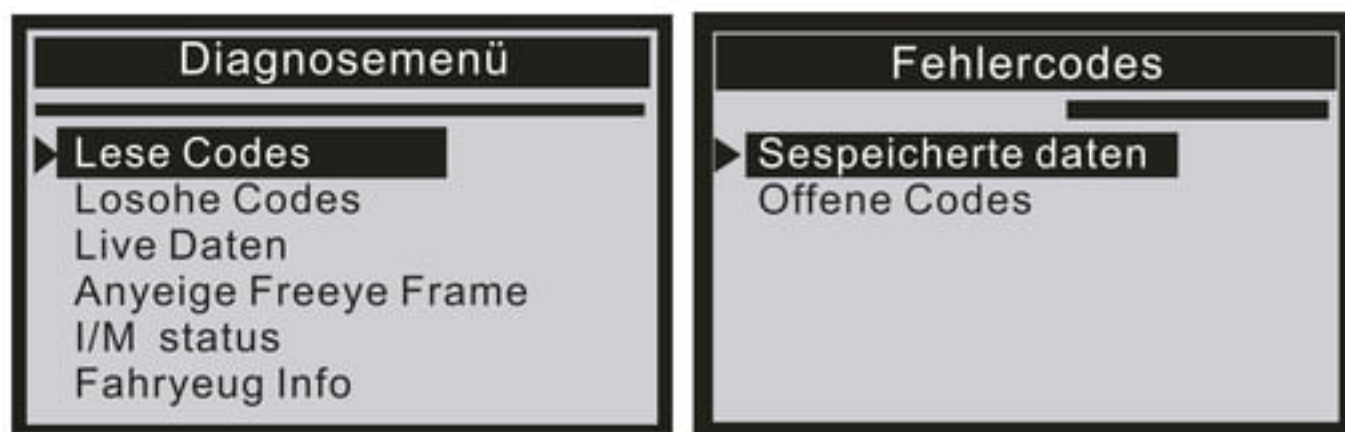 Diagnosemenü
Lese Codes
Losohe Codes
Live Daten
Anyeige Freeye Frame
I/M status
Fahryeug Info
Fehlercodes
Sespeicherte daten
Offene Codes